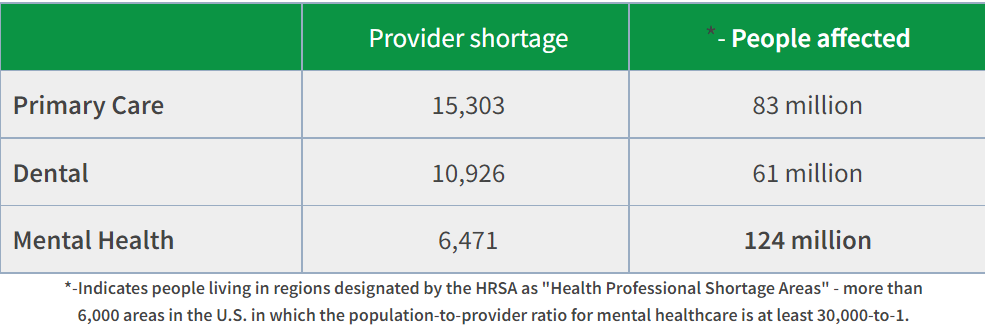 Provider shortage *- People affected
Primary Care 15,303 83 million
Dental 10,926 61 million
Mental Health 6,471 124 million
*-Indicates people living in regions designated by the HRSA as "Health Professional Shortage Areas" - more than
6,000 areas in the U.S. in which the population-to-provider ratio for mental healthcare is at least 30,000-to-1.